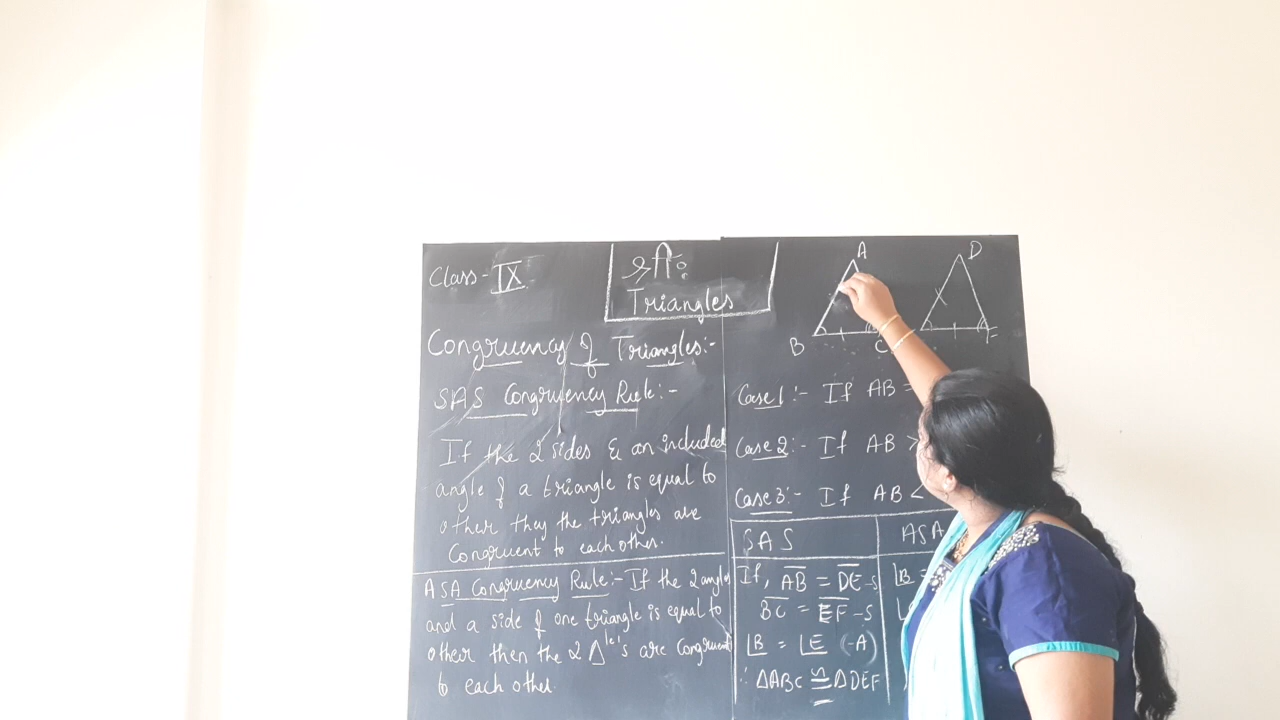 Class - IX
Triangles
Congruency of Triangles:-
SAS Congruency Rule:-
If the 2 sides & an included
angle of a triangle is equal to
other they the triangles are
Congruent to each other.
ASA Congruency Rule:- If the 2 angles
and a side of one triangle is equal to
other then the 2 Δle's are Congruent
to each other.
A
D
B
C
F
Case 1:- If AB =
Case 2:- If AB >
Case 3:- If AB <
SAS
ASA
If, AB = DE -S
BC = EF -S
∠B = ∠E (-A)
∴ ΔABC ≅ ΔDEF
∠B =